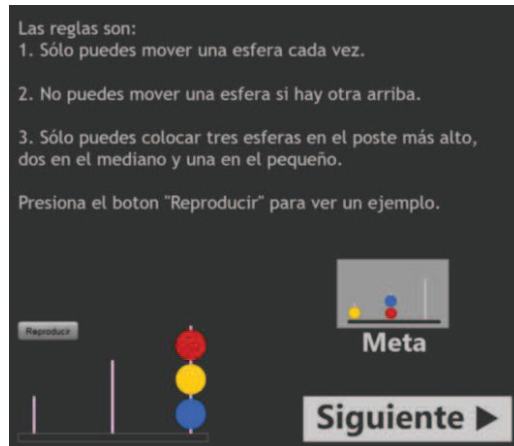 Las reglas son:
1. Sólo puedes mover una esfera cada vez.
2. No puedes mover una esfera si hay otra arriba.
3. Sólo puedes colocar tres esferas en el poste más alto,
dos en el mediano y una en el pequeño.
Presiona el boton "Reproducir" para ver un ejemplo.
Reproducir
Meta
Siguiente